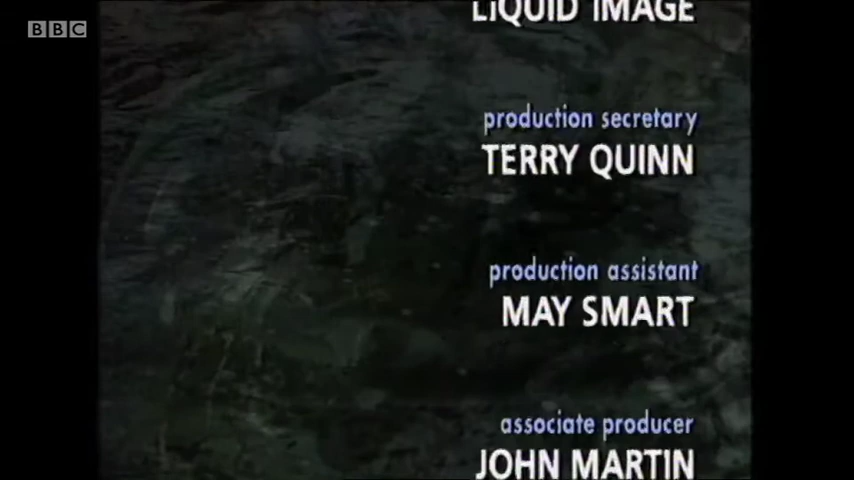 BBC
LIQUID IMAGE
production secretary
TERRY QUINN
production assistant
MAY SMART
associate producer
JOHN MARTIN